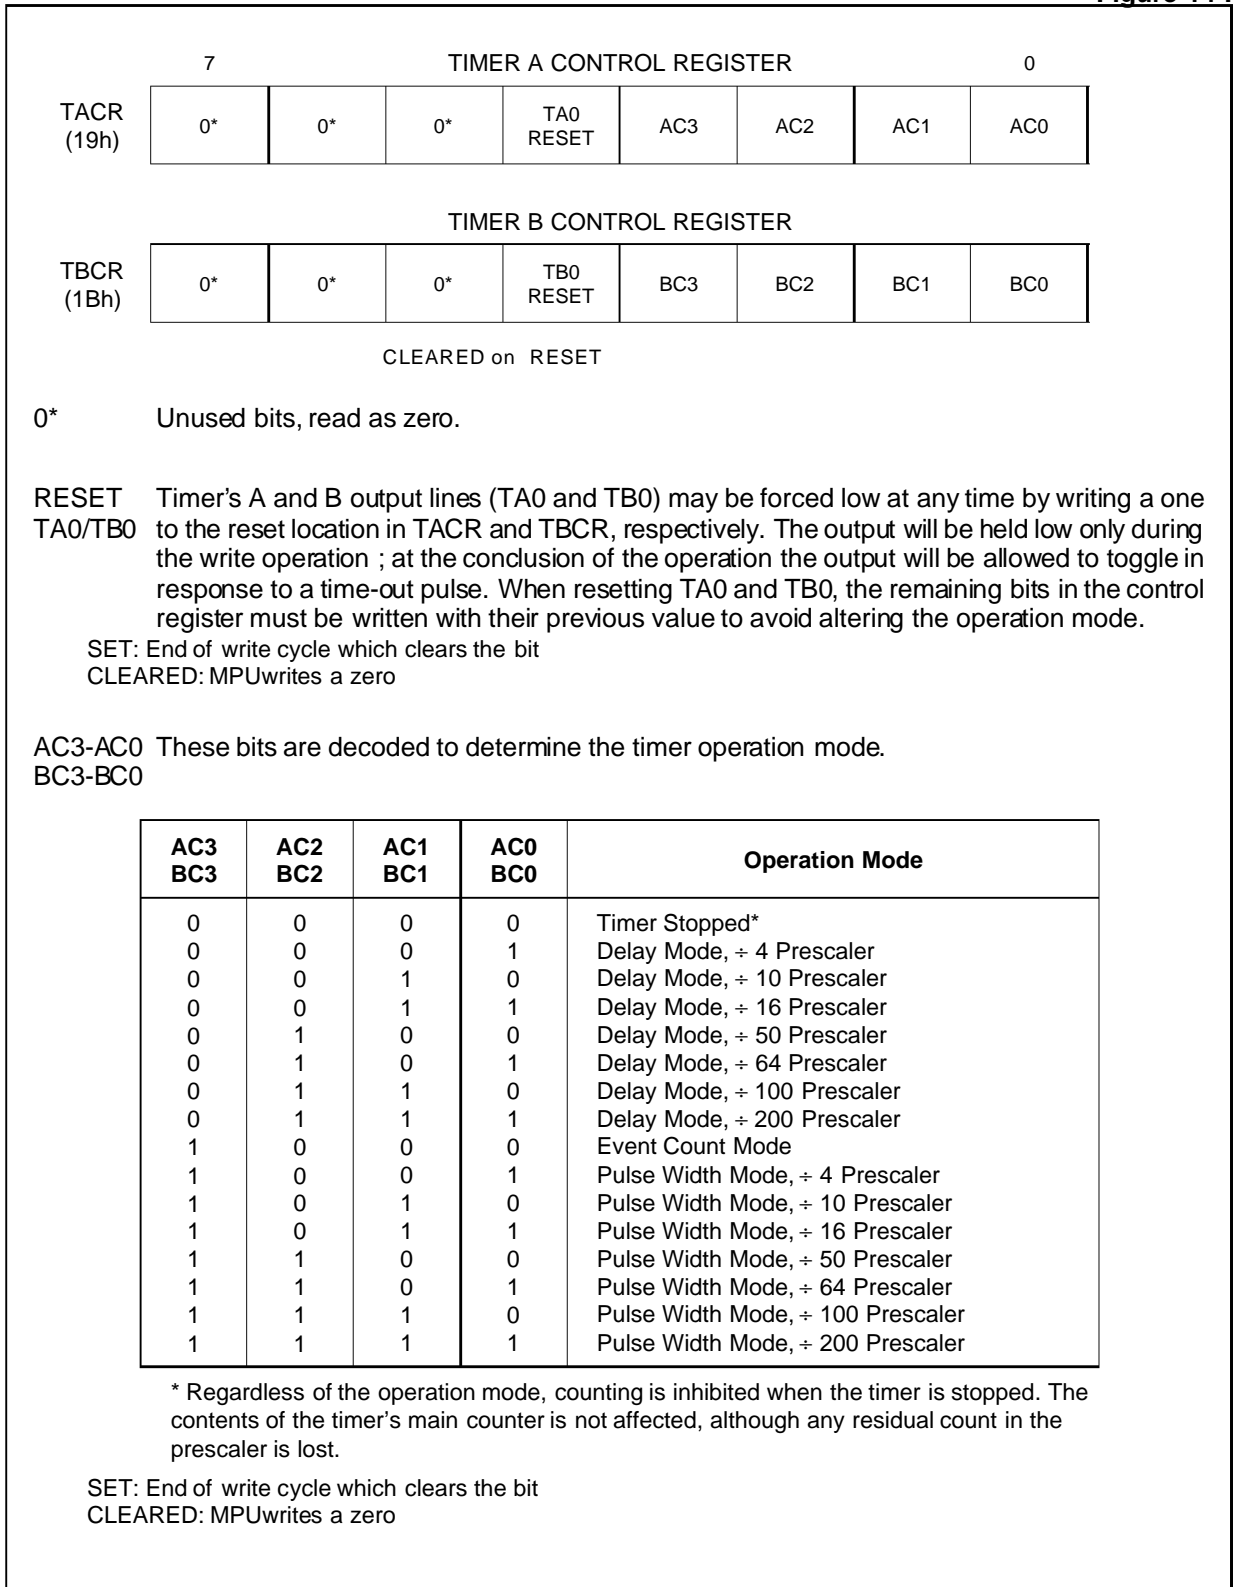 7 TIMER A CONTROL REGISTER 0
TACR
(19h)
0* 0* 0* TA0 RESET AC3 AC2 AC1 AC0
TIMER B CONTROL REGISTER
TBCR
(1Bh)
0* 0* 0* TB0 RESET BC3 BC2 BC1 BC0
CLEARED on RESET
0* Unused bits, read as zero.
RESET Timer's A and B output lines (TA0 and TB0) may be forced low at any time by writing a one
TA0/TB0 to the reset location in TACR and TBCR, respectively. The output will be held low only during
the write operation ; at the conclusion of the operation the output will be allowed to toggle in
response to a time-out pulse. When resetting TA0 and TB0, the remaining bits in the control
register must be written with their previous value to avoid altering the operation mode.
SET: End of write cycle which clears the bit
CLEARED: MPUwrites a zero
AC3-AC0 These bits are decoded to determine the timer operation mode.
BC3-BC0
AC3 AC2 AC1 AC0
BC3 BC2 BC1 BC0 Operation Mode
0 0 0 0 Timer Stopped*
0 0 0 1 Delay Mode, ÷ 4 Prescaler
0 0 1 0 Delay Mode, ÷ 10 Prescaler
0 0 1 1 Delay Mode, ÷ 16 Prescaler
0 1 0 0 Delay Mode, ÷ 50 Prescaler
0 1 0 1 Delay Mode, ÷ 64 Prescaler
0 1 1 0 Delay Mode, ÷ 100 Prescaler
0 1 1 1 Delay Mode, ÷ 200 Prescaler
1 0 0 0 Event Count Mode
1 0 0 1 Pulse Width Mode, ÷ 4 Prescaler
1 0 1 0 Pulse Width Mode, ÷ 10 Prescaler
1 0 1 1 Pulse Width Mode, ÷ 16 Prescaler
1 1 0 0 Pulse Width Mode, ÷ 50 Prescaler
1 1 0 1 Pulse Width Mode, ÷ 64 Prescaler
1 1 1 0 Pulse Width Mode, ÷ 100 Prescaler
1 1 1 1 Pulse Width Mode, ÷ 200 Prescaler
* Regardless of the operation mode, counting is inhibited when the timer is stopped. The
contents of the timer's main counter is not affected, although any residual count in the
prescaler is lost.
SET: End of write cycle which clears the bit
CLEARED: MPUwrites a zero